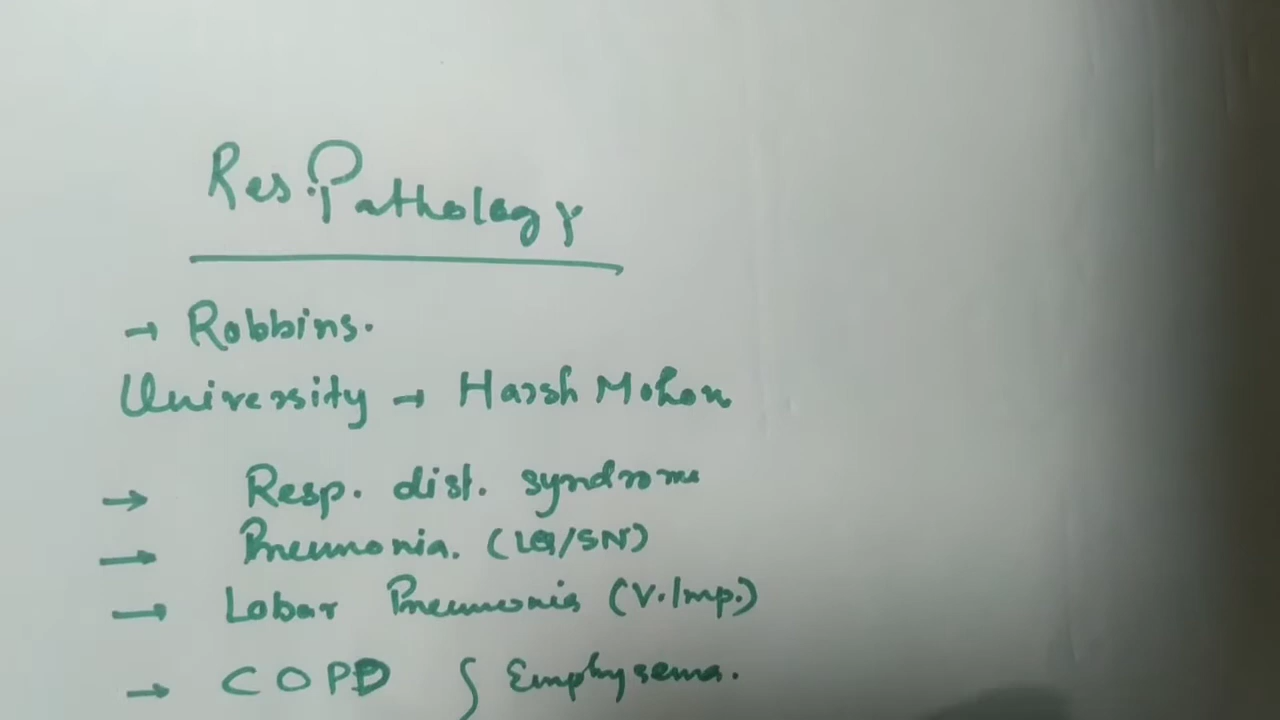 Res. Pathology
→ Robbins.
University → Harsh Mohan
→ Resp. dist. syndrome
→ Pneumonia. (LQ/SN)
→ Lobar Pneumonia (V. Imp.)
→ COPD { Emphysema.